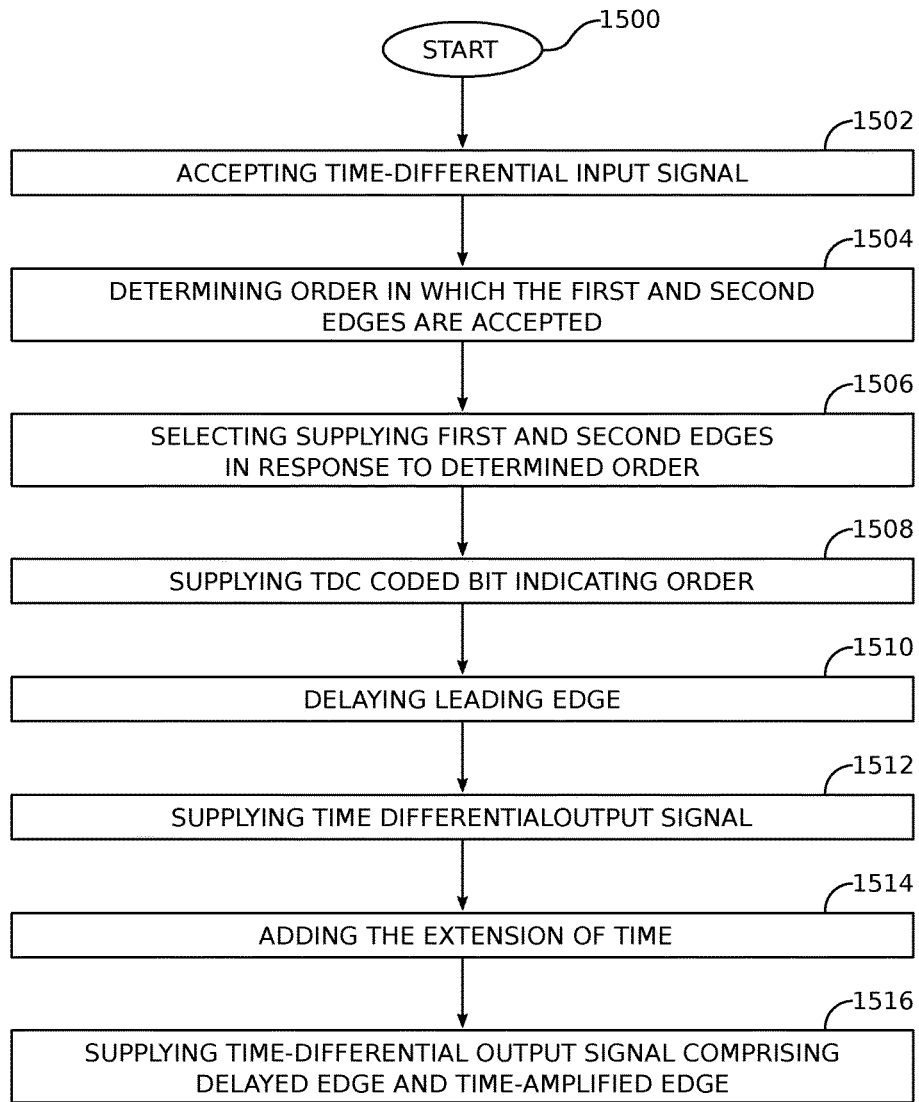 1500
START
1502
ACCEPTING TIME-DIFFERENTIAL INPUT SIGNAL
1504
DETERMINING ORDER IN WHICH THE FIRST AND SECOND
EDGES ARE ACCEPTED
1506
SELECTING SUPPLYING FIRST AND SECOND EDGES
IN RESPONSE TO DETERMINED ORDER
1508
SUPPLYING TDC CODED BIT INDICATING ORDER
1510
DELAYING LEADING EDGE
1512
SUPPLYING TIME DIFFERENTIALOUTPUT SIGNAL
1514
ADDING THE EXTENSION OF TIME
1516
SUPPLYING TIME-DIFFERENTIAL OUTPUT SIGNAL COMPRISING
DELAYED EDGE AND TIME-AMPLIFIED EDGE